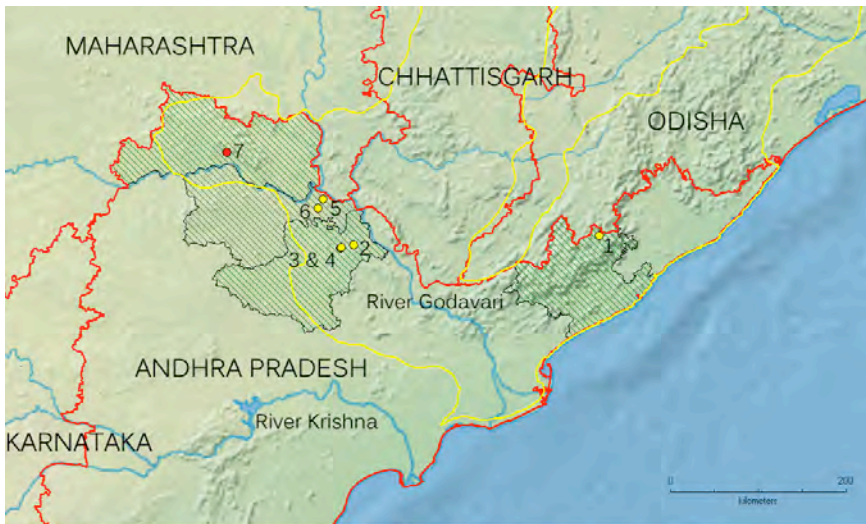 MAHARASHTRA
CHHATTISGARH
ODISHA
7
5
6
1
2
3 & 4
River Godavari
ANDHRA PRADESH
River Krishna
KARNATAKA
0 200
kilometers